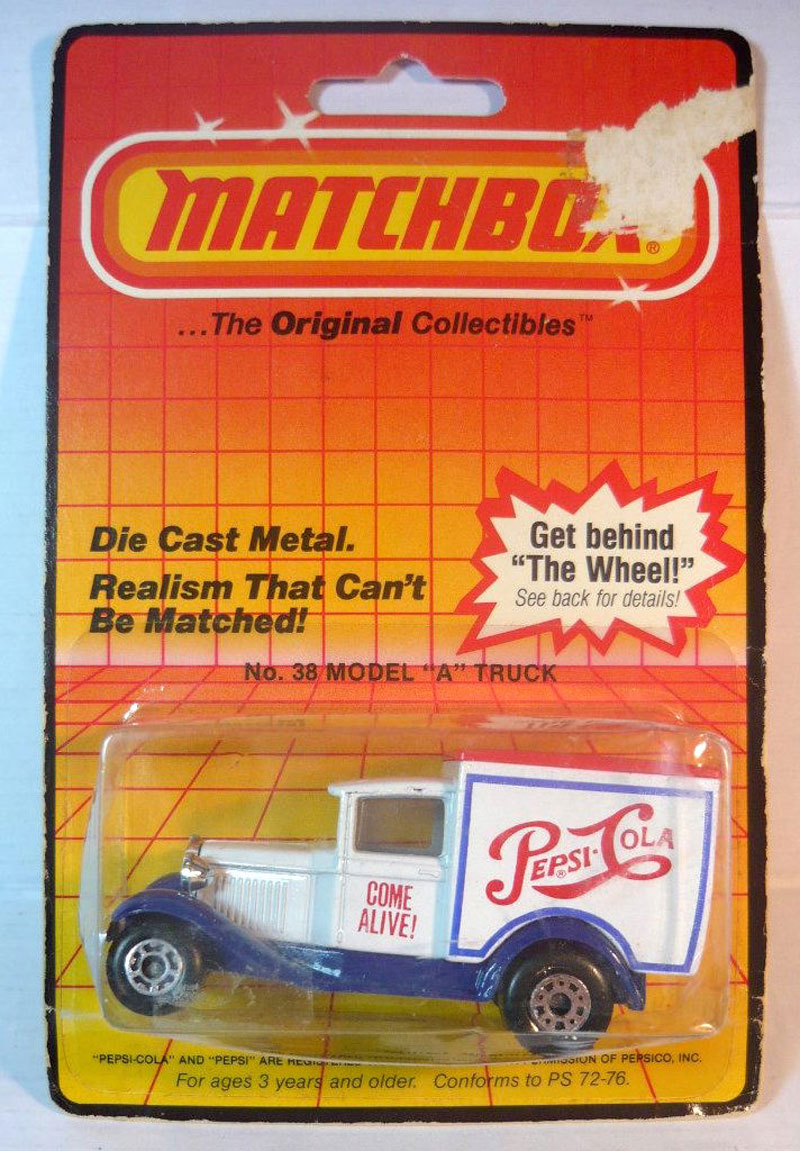 MATCHBOX®
...The Original Collectibles™
Die Cast Metal.
Realism That Can't
Be Matched!
Get behind
"The Wheel!"
See back for details!
No. 38 MODEL "A" TRUCK
PEPSI-COLA
®
COME
ALIVE!
"PEPSI-COLA" AND "PEPSI" ARE REGISTERED OF PEPSICO, INC.
For ages 3 years and older. Conforms to PS 72-76.